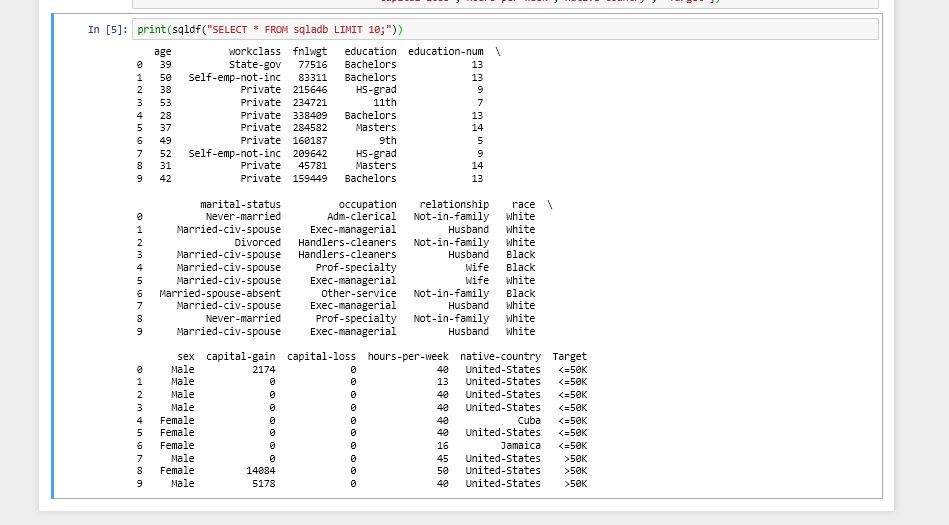 In [5]: print(sqldf("SELECT * FROM sqladb LIMIT 10;"))
age workclass fnlwgt education education-num \
0 39 State-gov 77516 Bachelors 13
1 50 Self-emp-not-inc 83311 Bachelors 13
2 38 Private 215646 HS-grad 9
3 53 Private 234721 11th 7
4 28 Private 338409 Bachelors 13
5 37 Private 284582 Masters 14
6 49 Private 160187 9th 5
7 52 Self-emp-not-inc 209642 HS-grad 9
8 31 Private 45781 Masters 14
9 42 Private 159449 Bachelors 13
marital-status occupation relationship race \
0 Never-married Adm-clerical Not-in-family White
1 Married-civ-spouse Exec-managerial Husband White
2 Divorced Handlers-cleaners Not-in-family White
3 Married-civ-spouse Handlers-cleaners Husband Black
4 Married-civ-spouse Prof-specialty Wife Black
5 Married-civ-spouse Exec-managerial Wife White
6 Married-spouse-absent Other-service Not-in-family Black
7 Married-civ-spouse Exec-managerial Husband White
8 Never-married Prof-specialty Not-in-family White
9 Married-civ-spouse Exec-managerial Husband White
sex capital-gain capital-loss hours-per-week native-country Target
0 Male 2174 0 40 United-States <=50K
1 Male 0 0 13 United-States <=50K
2 Male 0 0 40 United-States <=50K
3 Male 0 0 40 United-States <=50K
4 Female 0 0 40 Cuba <=50K
5 Female 0 0 40 United-States <=50K
6 Female 0 0 16 Jamaica <=50K
7 Male 0 0 45 United-States >50K
8 Female 14084 0 50 United-States >50K
9 Male 5178 0 40 United-States >50K